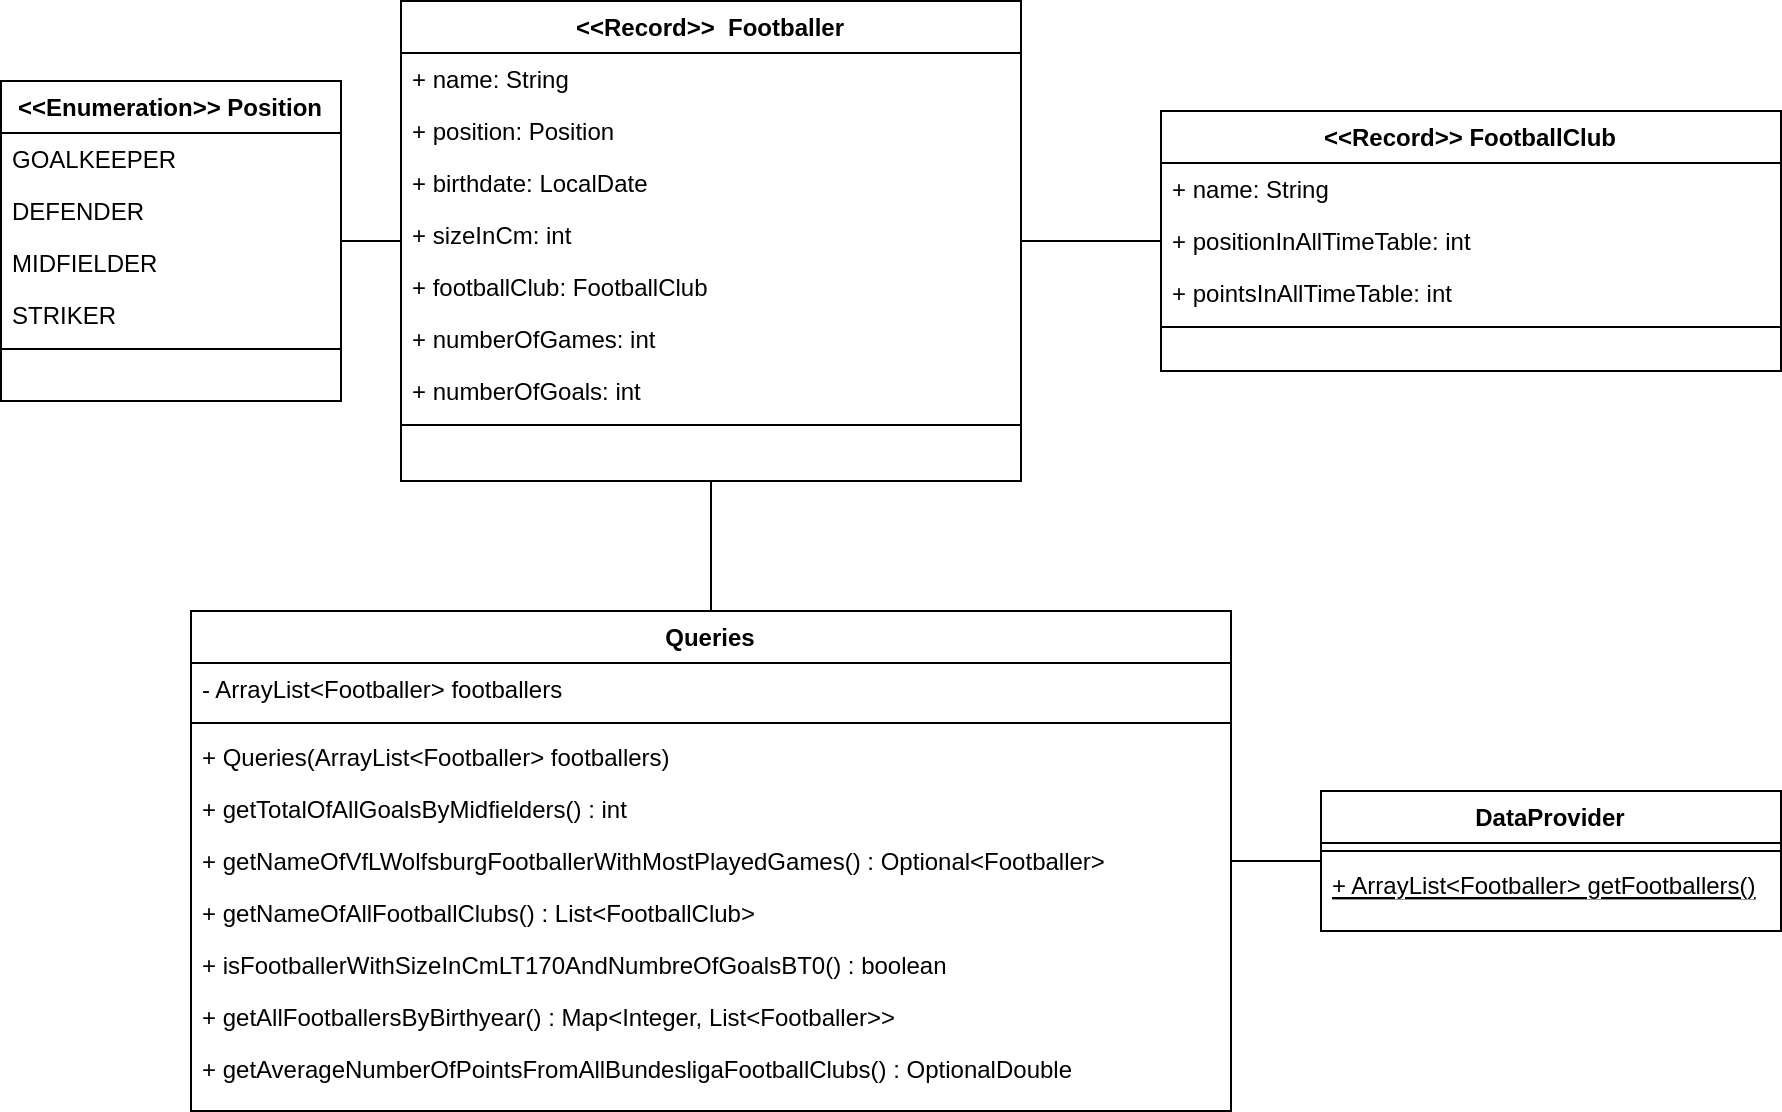 <<Enumeration>> Position
GOALKEEPER
DEFENDER
MIDFIELDER
STRIKER
<<Record>>  Footballer
+ name: String
+ position: Position
+ birthdate: LocalDate
+ sizeInCm: int
+ footballClub: FootballClub
+ numberOfGames: int
+ numberOfGoals: int
<<Record>> FootballClub
+ name: String
+ positionInAllTimeTable: int
+ pointsInAllTimeTable: int
Queries
- ArrayList<Footballer> footballers
+ Queries(ArrayList<Footballer> footballers)
+ getTotalOfAllGoalsByMidfielders() : int
+ getNameOfVfLWolfsburgFootballerWithMostPlayedGames() : Optional<Footballer>
+ getNameOfAllFootballClubs() : List<FootballClub>
+ isFootballerWithSizeInCmLT170AndNumbreOfGoalsBT0() : boolean
+ getAllFootballersByBirthyear() : Map<Integer, List<Footballer>>
+ getAverageNumberOfPointsFromAllBundesligaFootballClubs() : OptionalDouble
DataProvider
+ ArrayList<Footballer> getFootballers()